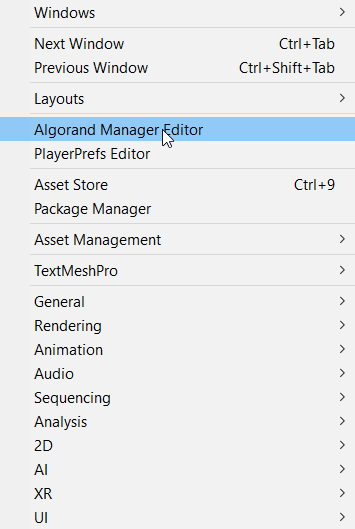 Windows
Next Window Ctrl+Tab
Previous Window Ctrl+Shift+Tab
Layouts
Algorand Manager Editor
PlayerPrefs Editor
Asset Store Ctrl+9
Package Manager
Asset Management
TextMeshPro
General
Rendering
Animation
Audio
Sequencing
Analysis
2D
AI
XR
UI